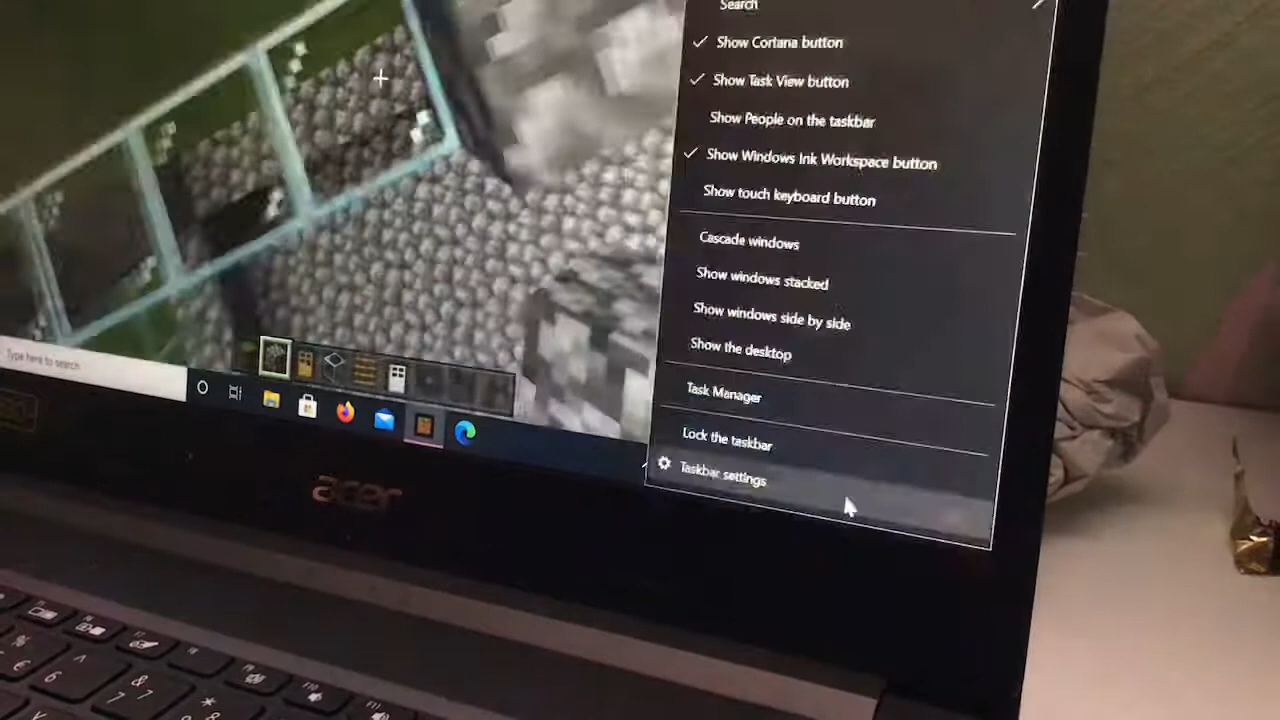 Search
Show Cortana button
Show Task View button
Show People on the taskbar
Show Windows Ink Workspace button
Show touch keyboard button
Cascade windows
Show windows stacked
Show windows side by side
Show the desktop
Task Manager
Lock the taskbar
Taskbar settings
Type here to search
acer
%
€
^
6
&
7
*